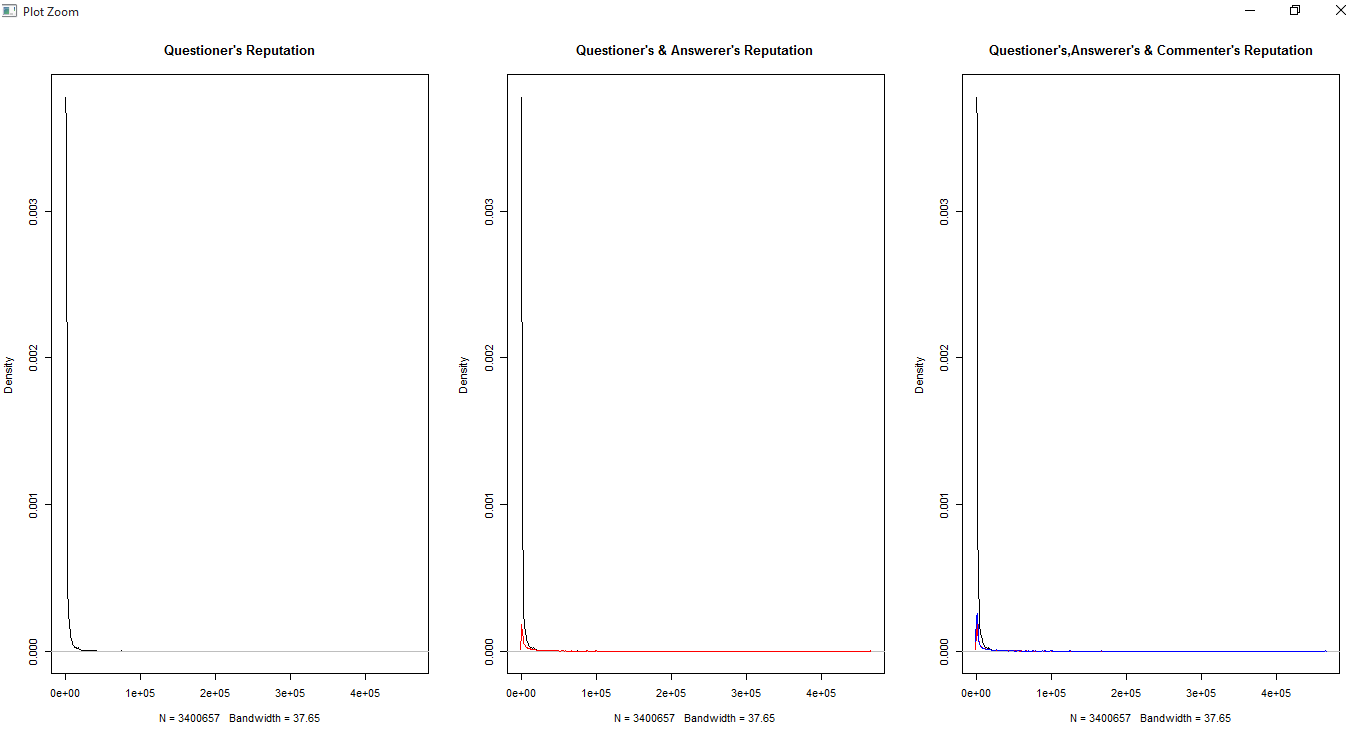 Plot Zoom
Questioner's Reputation
Questioner's & Answerer's Reputation
Questioner's,Answerer's & Commenter's Reputation
Density
0.003
0.002
0.001
0.000
0e+00 1e+05 2e+05 3e+05 4e+05
N = 3400657 Bandwidth = 37.65
Density
0.003
0.002
0.001
0.000
0e+00 1e+05 2e+05 3e+05 4e+05
N = 3400657 Bandwidth = 37.65
Density
0.003
0.002
0.001
0.000
0e+00 1e+05 2e+05 3e+05 4e+05
N = 3400657 Bandwidth = 37.65